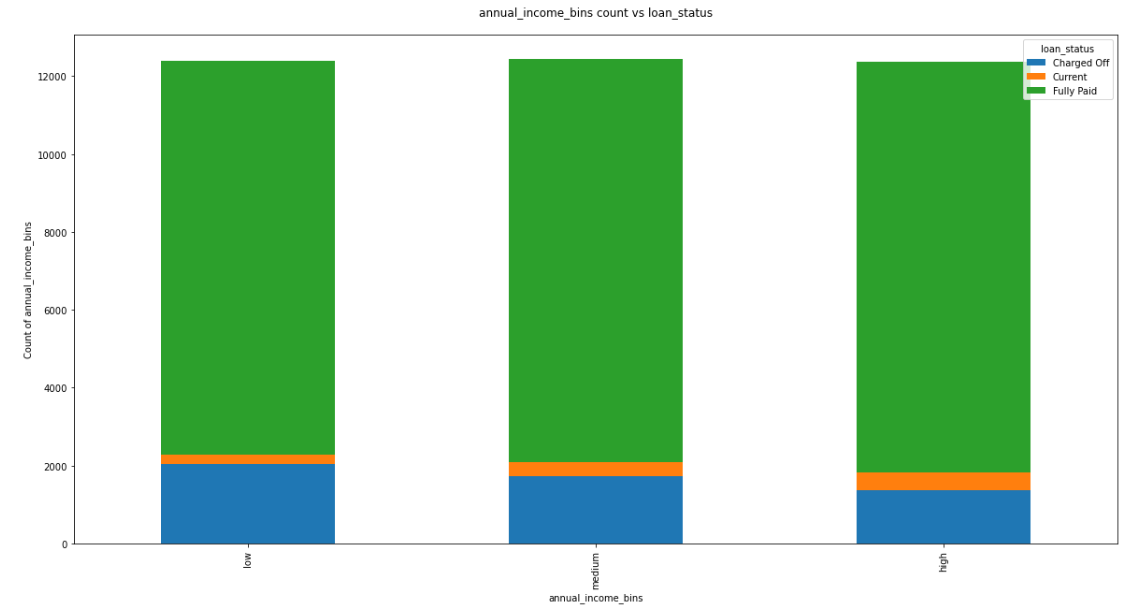 annual_income_bins count vs loan_status
loan_status
Charged Off
Current
Fully Paid
12000
10000
8000
6000
4000
2000
0
Count of annual_income_bins
low
medium
high
annual_income_bins